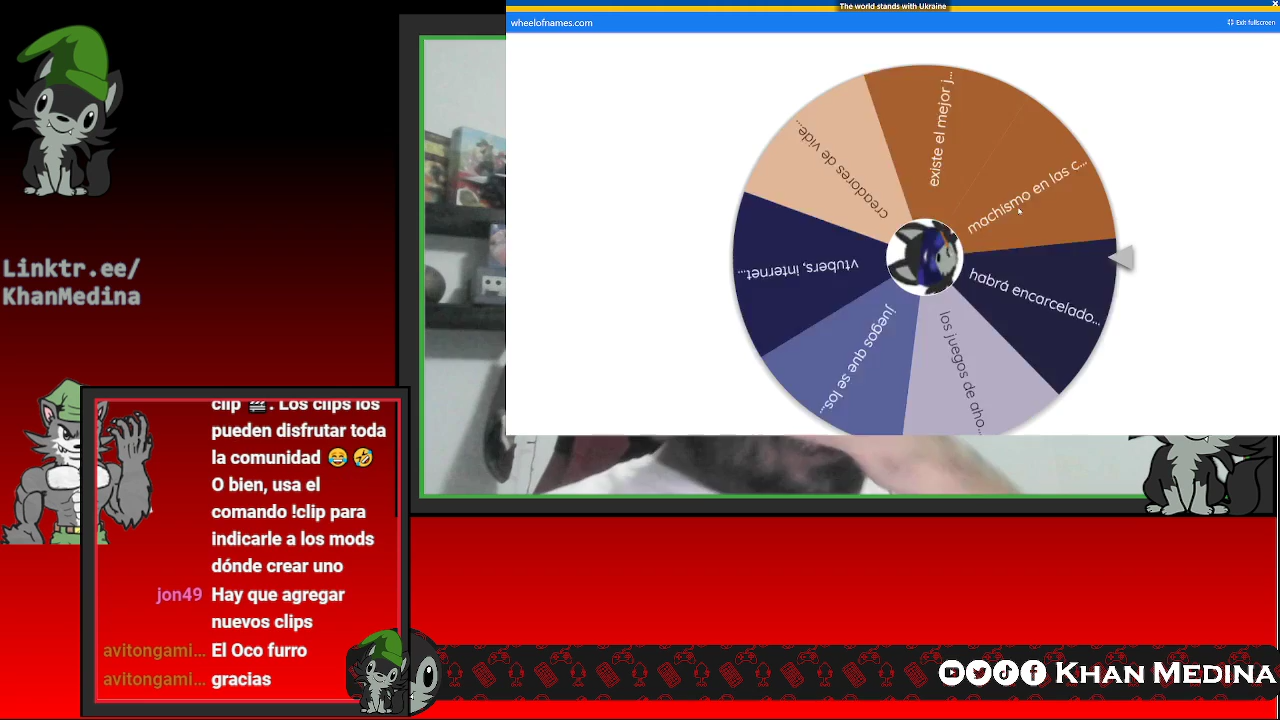 The world stands with Ukraine
wheelofnames.com
Exit fullscreen
existe el mejor j...
machismo en las c...
habrá encarcelado...
los juegos de aho...
juegos que se los...
vtubers, internet...
creadores de vide...
Linktr.ee/
KhanMedina
clip 🎬. Los clips los
pueden disfrutar toda
la comunidad 😂 🤣
O bien, usa el
comando !clip para
indicarle a los mods
dónde crear uno
jon49 Hay que agregar
nuevos clips
avitongami... El Oco furro
avitongami... gracias
KHAN MEDINA